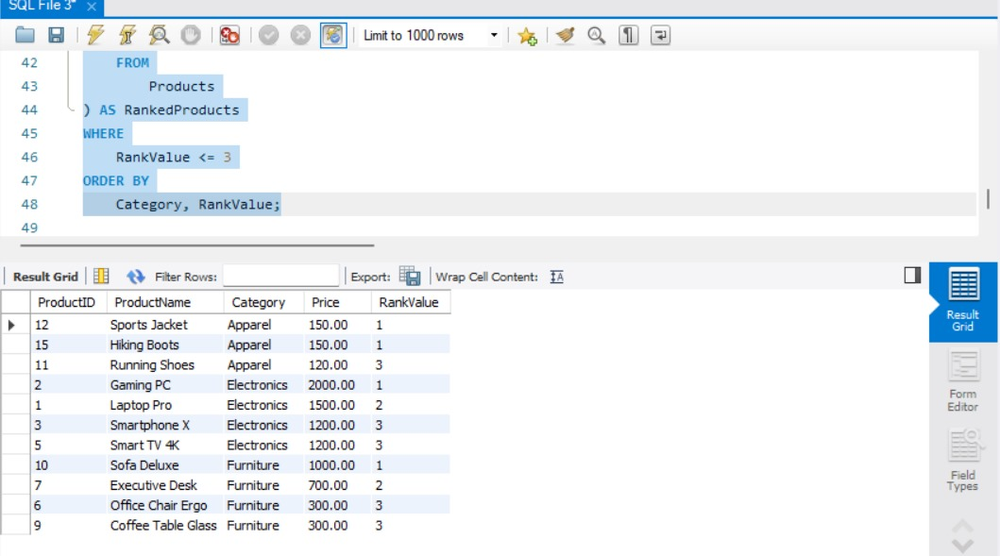 SQL File 3*
Limit to 1000 rows
42 FROM
43 Products
44 ) AS RankedProducts
45 WHERE
46 RankValue <= 3
47 ORDER BY
48 Category, RankValue;
49
Result Grid Filter Rows: Export: Wrap Cell Content: IA
ProductID ProductName Category Price RankValue
12 Sports Jacket Apparel 150.00 1
15 Hiking Boots Apparel 150.00 1
11 Running Shoes Apparel 120.00 3
2 Gaming PC Electronics 2000.00 1
1 Laptop Pro Electronics 1500.00 2
3 Smartphone X Electronics 1200.00 3
5 Smart TV 4K Electronics 1200.00 3
10 Sofa Deluxe Furniture 1000.00 1
7 Executive Desk Furniture 700.00 2
6 Office Chair Ergo Furniture 300.00 3
9 Coffee Table Glass Furniture 300.00 3
Result
Grid
Form
Editor
Field
Types